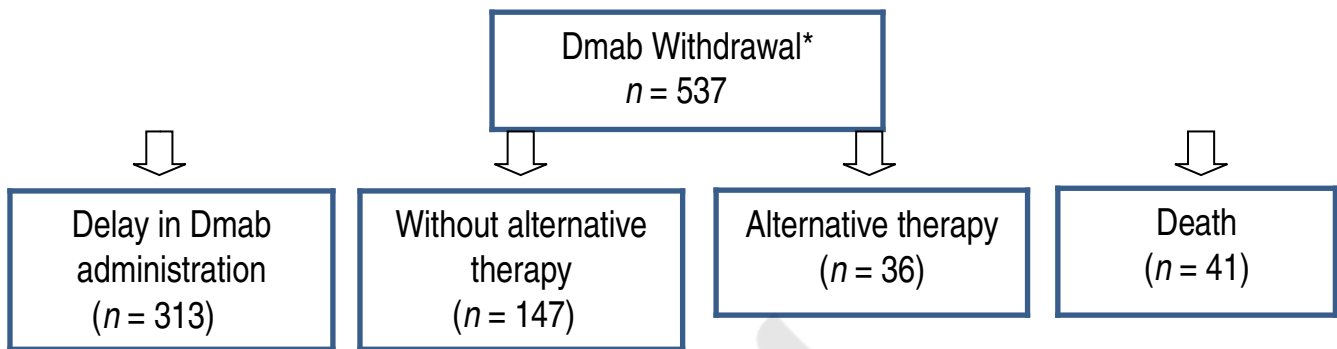 Dmab Withdrawal*
n = 537
Delay in Dmab
administration
(n = 313)
Without alternative
therapy
(n = 147)
Alternative therapy
(n = 36)
Death
(n = 41)